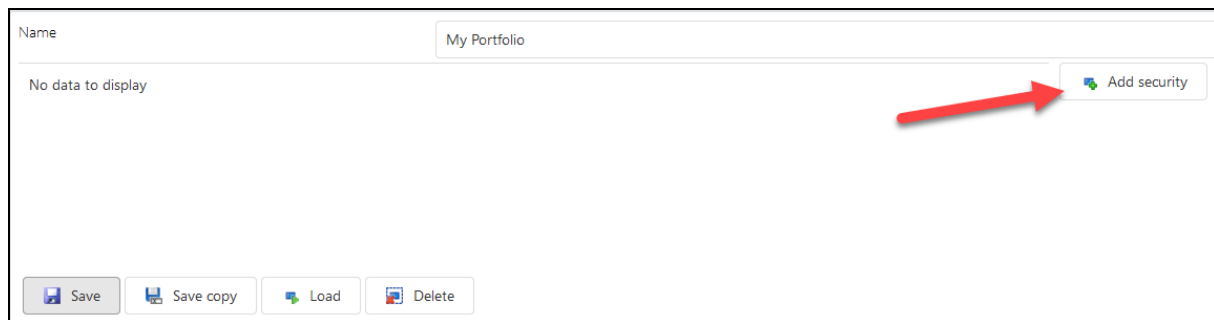 Name
My Portfolio
No data to display
Add security
Save
Save copy
Load
Delete